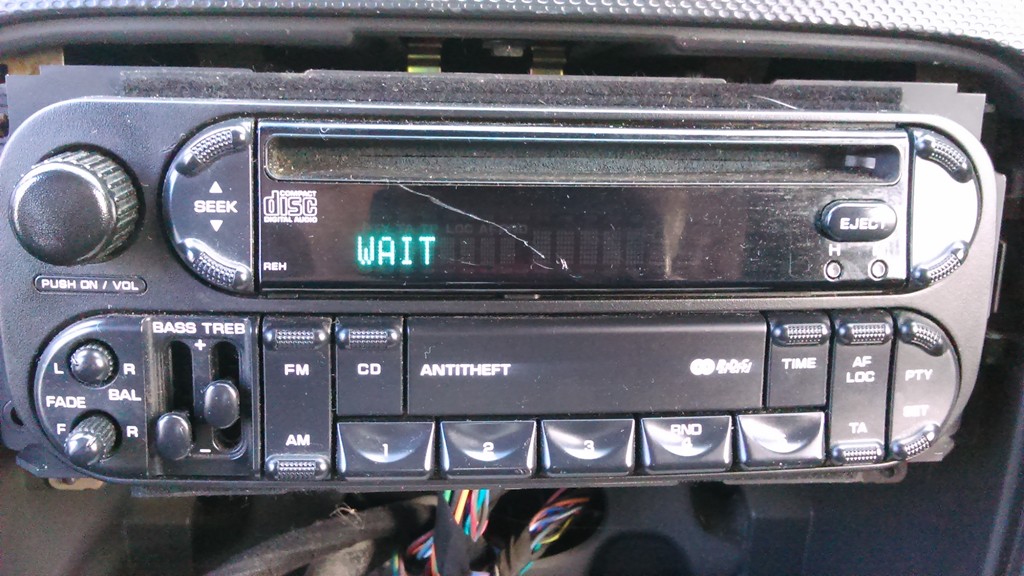 SEEK
COMPACT
disc
DIGITAL AUDIO
WAIT
REH
EJECT
H
PUSH ON / VOL
BASS TREB
+
-
L R
BAL
FADE
F R
FM
AM
CD
ANTITHEFT
TIME
AF
LOC
TA
PTY
SET
1
2
3
RND
4